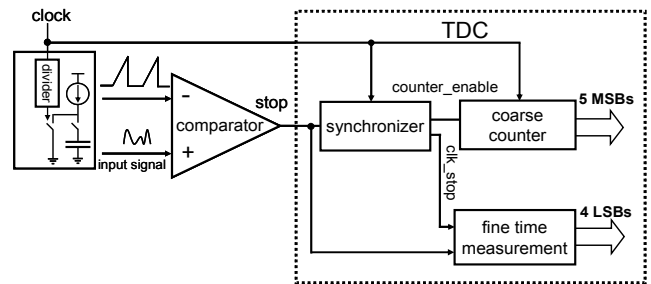 clock
TDC
divider
counter_enable
5 MSBs
stop
−
comparator
synchronizer
coarse
counter
+
input signal
clk_stop
4 LSBs
fine time
measurement